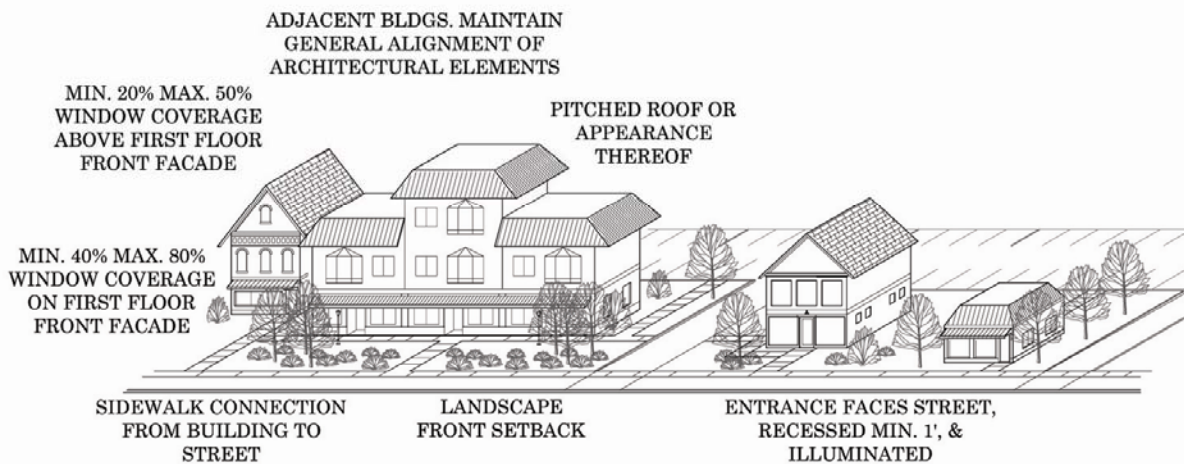 ADJACENT BLDGS. MAINTAIN
GENERAL ALIGNMENT OF
ARCHITECTURAL ELEMENTS
MIN. 20% MAX. 50%
WINDOW COVERAGE
ABOVE FIRST FLOOR
FRONT FACADE
PITCHED ROOF OR
APPEARANCE
THEREOF
MIN. 40% MAX. 80%
WINDOW COVERAGE
ON FIRST FLOOR
FRONT FACADE
SIDEWALK CONNECTION
FROM BUILDING TO
STREET
LANDSCAPE
FRONT SETBACK
ENTRANCE FACES STREET,
RECESSED MIN. 1', &
ILLUMINATED